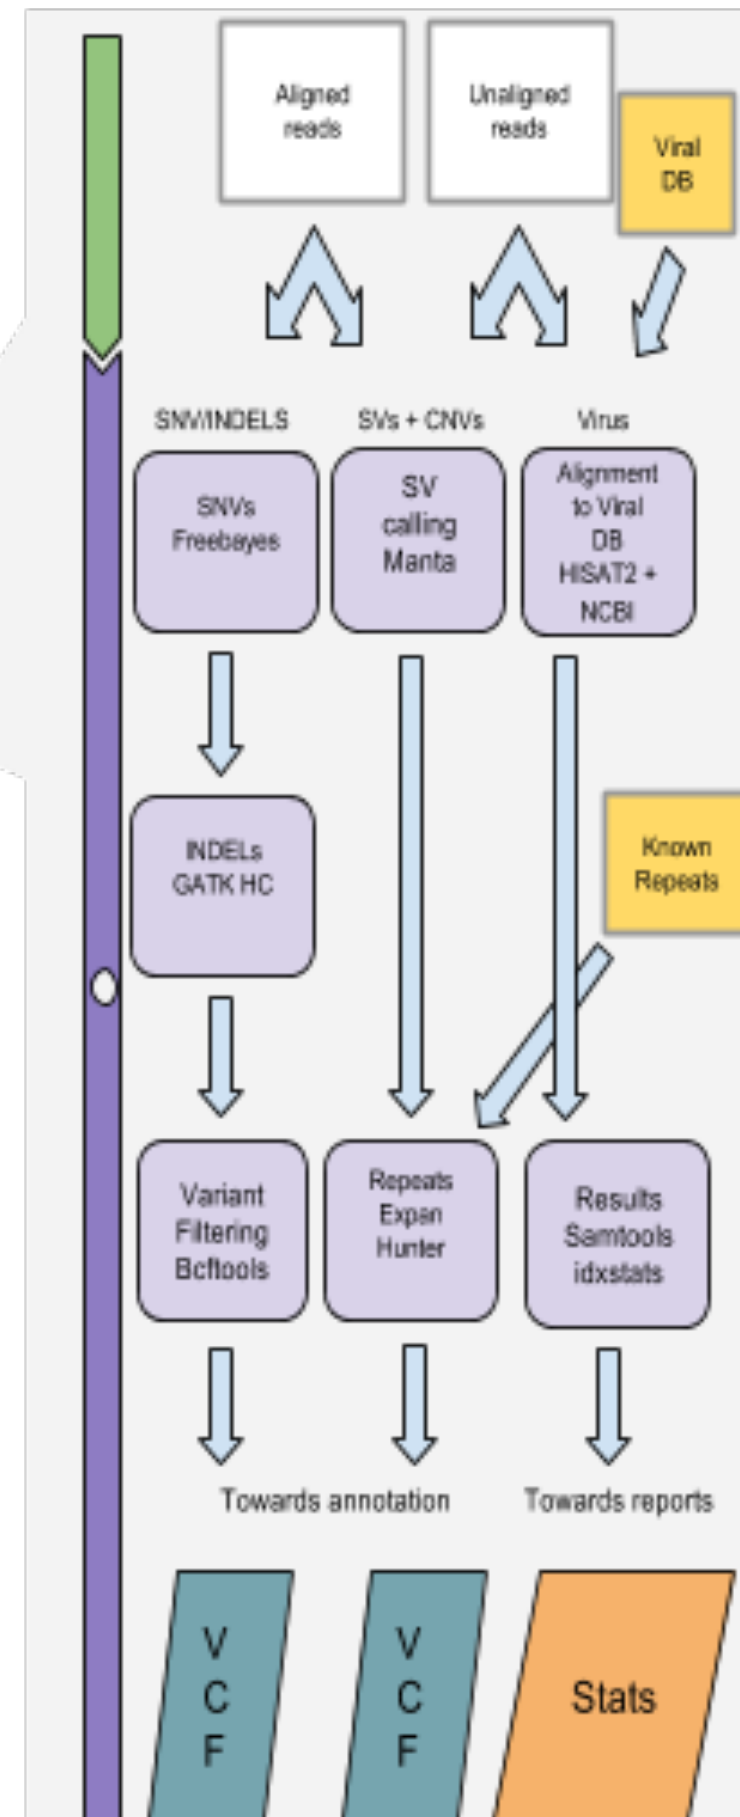 Aligned
reads
Unaligned
reads
Viral
DB
SNV/INDELS
SVs + CNVs
Virus
SNVs
Freebayes
SV
calling
Manta
Alignment
to Viral
DB
HISAT2 +
NCBI
INDELs
GATK HC
Known
Repeats
Variant
Filtering
Bcftools
Repeats
Expan
Hunter
Results
Samtools
idxstats
Towards annotation
Towards reports
V
C
F
V
C
F
Stats